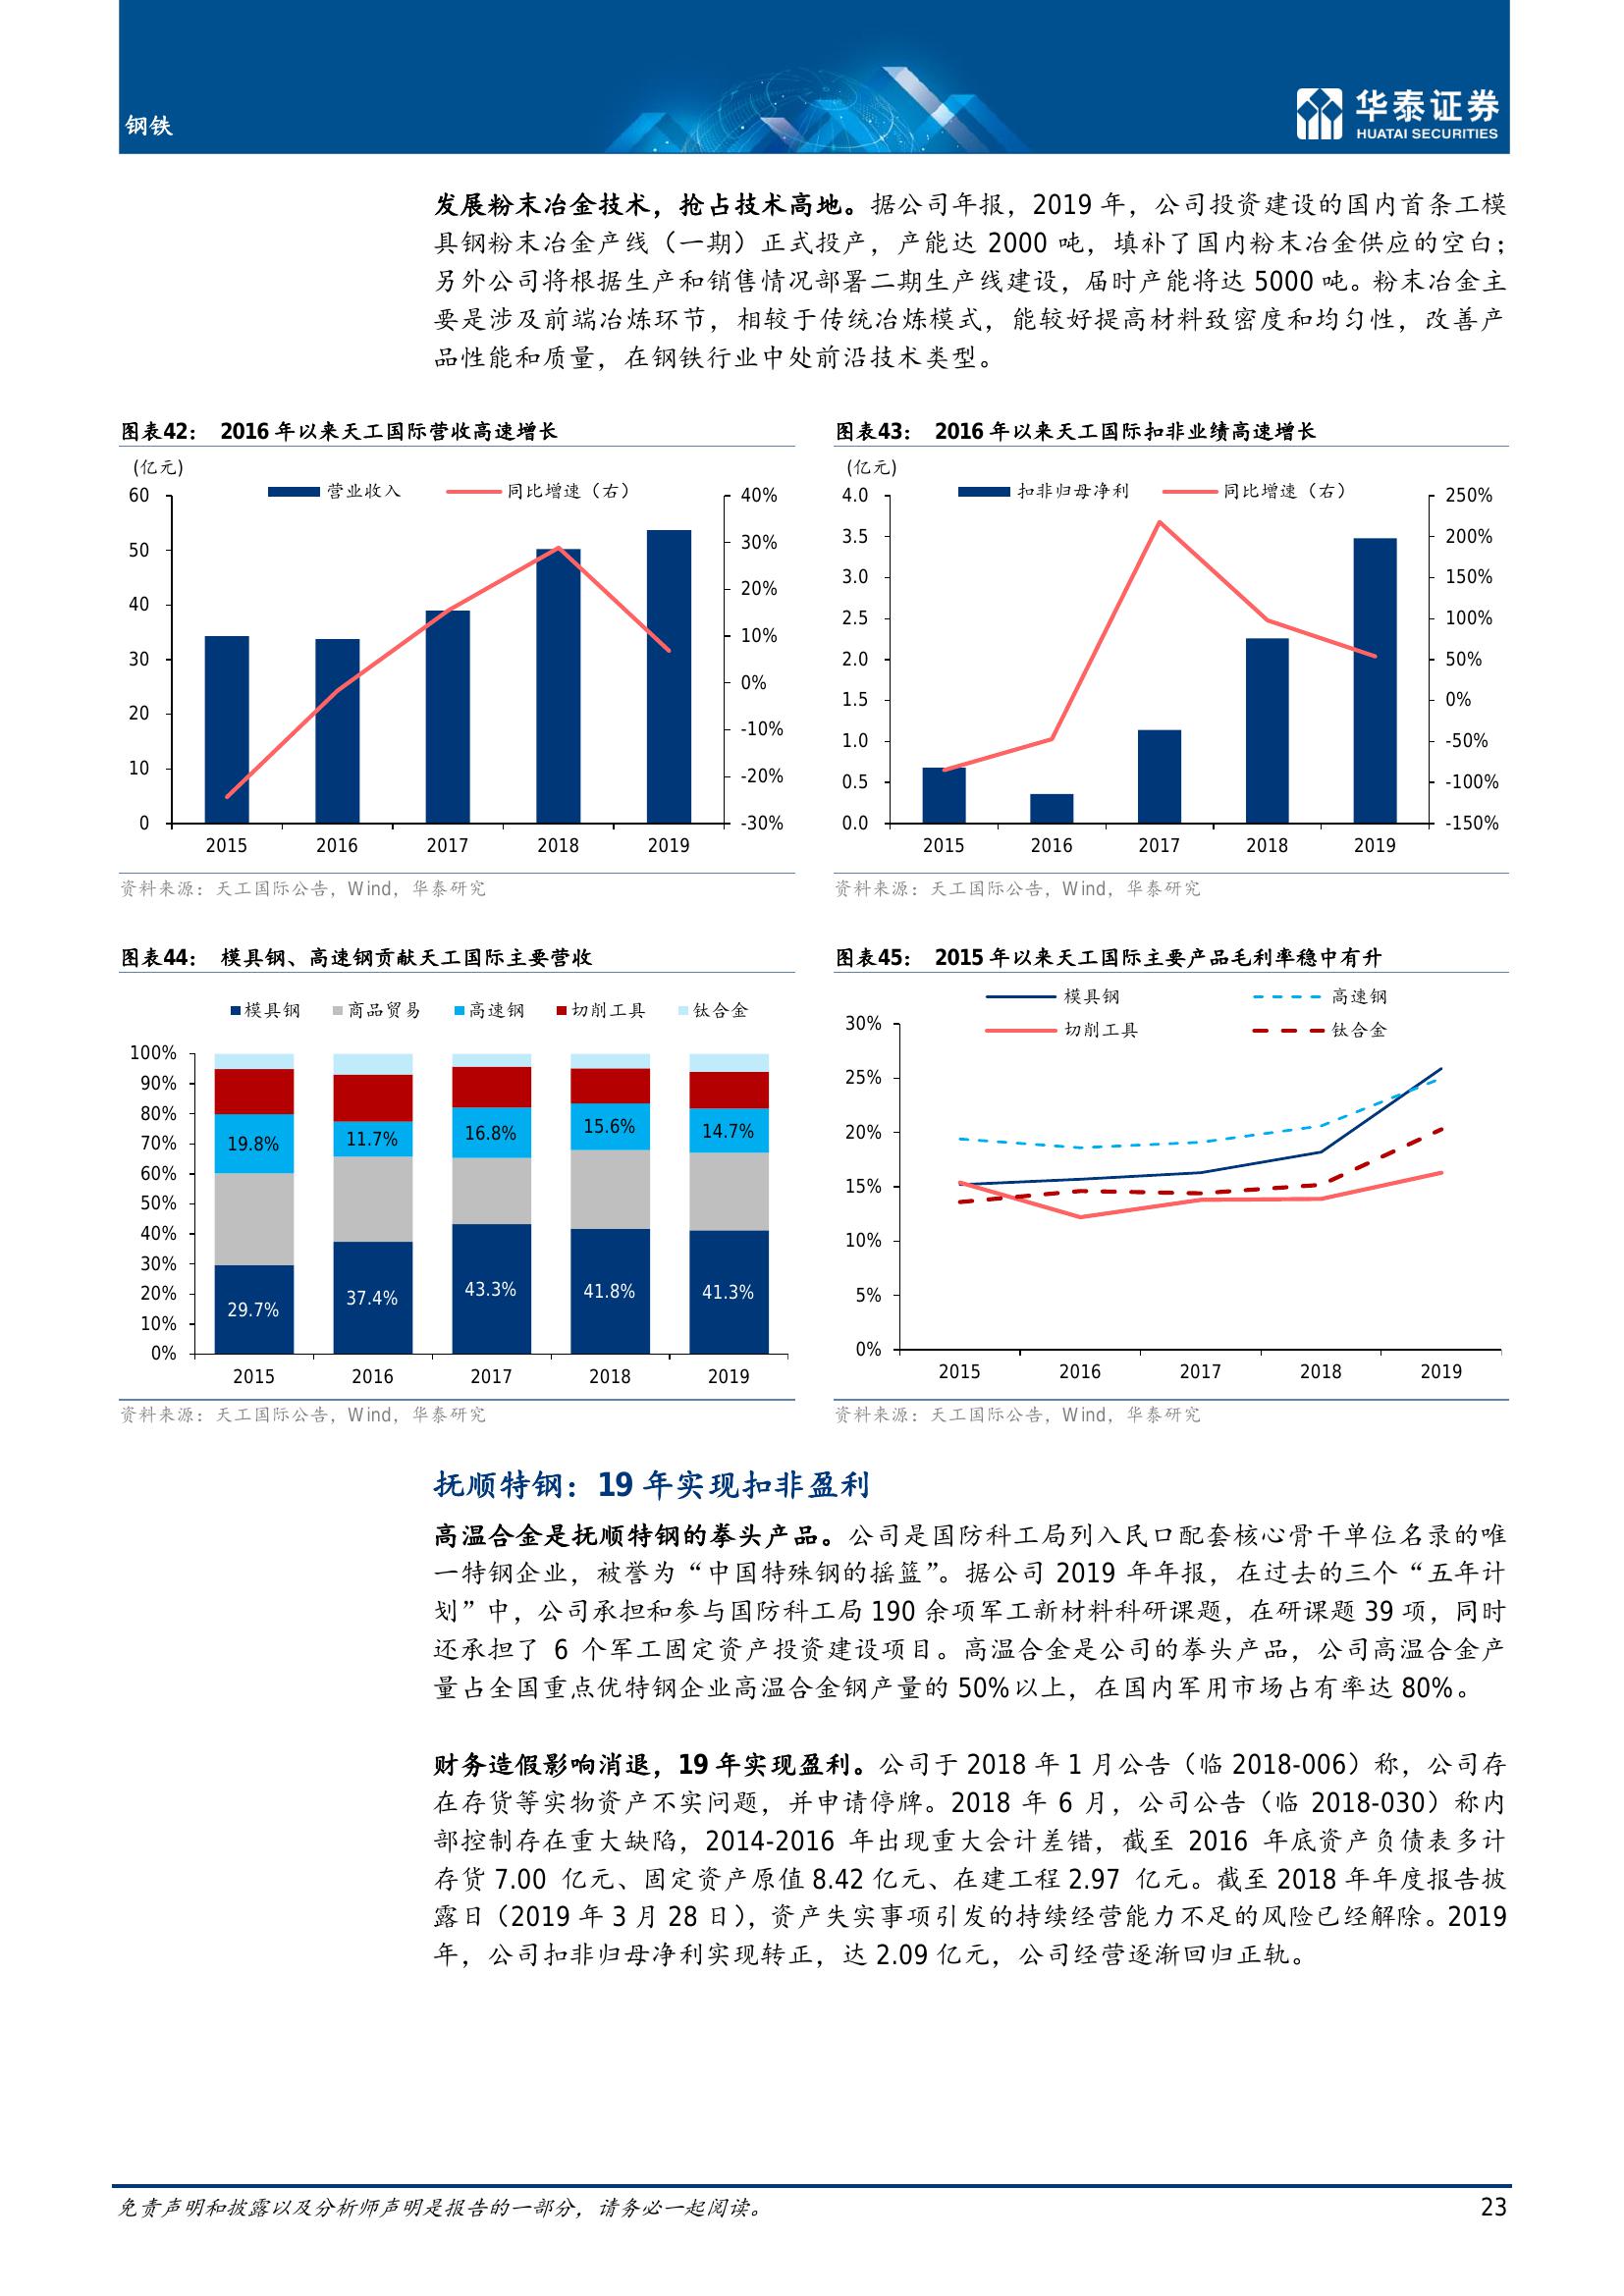 钢铁
华泰证券
HUATAI SECURITIES
发展粉末冶金技术，抢占技术高地。据公司年报，2019 年，公司投资建设的国内首条工模
具钢粉末冶金产线（一期）正式投产，产能达 2000 吨，填补了国内粉末冶金供应的空白；
另外公司将根据生产和销售情况部署二期生产线建设，届时产能将达 5000 吨。粉末冶金主
要是涉及前端冶炼环节，相较于传统冶炼模式，能较好提高材料致密度和均匀性，改善产
品性能和质量，在钢铁行业中处前沿技术类型。
图表42： 2016 年以来天工国际营收高速增长
(亿元)
营业收入 同比增速（右）
60
50
40
30
20
10
0
40%
30%
20%
10%
0%
-10%
-20%
-30%
2015 2016 2017 2018 2019
资料来源：天工国际公告，Wind，华泰研究
图表43： 2016 年以来天工国际扣非业绩高速增长
(亿元)
扣非归母净利 同比增速（右）
4.0
3.5
3.0
2.5
2.0
1.5
1.0
0.5
0.0
250%
200%
150%
100%
50%
0%
-50%
-100%
-150%
2015 2016 2017 2018 2019
资料来源：天工国际公告，Wind，华泰研究
图表44： 模具钢、高速钢贡献天工国际主要营收
模具钢 商品贸易 高速钢 切削工具 钛合金
100%
90%
80%
70%
60%
50%
40%
30%
20%
10%
0%
19.8% 11.7% 16.8% 15.6% 14.7%
29.7% 37.4% 43.3% 41.8% 41.3%
2015 2016 2017 2018 2019
资料来源：天工国际公告，Wind，华泰研究
图表45： 2015 年以来天工国际主要产品毛利率稳中有升
模具钢 高速钢
切削工具 钛合金
30%
25%
20%
15%
10%
5%
0%
2015 2016 2017 2018 2019
资料来源：天工国际公告，Wind，华泰研究
抚顺特钢：19 年实现扣非盈利
高温合金是抚顺特钢的拳头产品。公司是国防科工局列入民口配套核心骨干单位名录的唯
一特钢企业，被誉为“中国特殊钢的摇篮”。据公司 2019 年年报，在过去的三个“五年计
划”中，公司承担和参与国防科工局 190 余项军工新材料科研课题，在研课题 39 项，同时
还承担了 6 个军工固定资产投资建设项目。高温合金是公司的拳头产品，公司高温合金产
量占全国重点优特钢企业高温合金钢产量的 50%以上，在国内军用市场占有率达 80%。
财务造假影响消退，19 年实现盈利。公司于 2018 年 1 月公告（临 2018-006）称，公司存
在存货等实物资产不实问题，并申请停牌。2018 年 6 月，公司公告（临 2018-030）称内
部控制存在重大缺陷，2014-2016 年出现重大会计差错，截至 2016 年底资产负债表多计
存货 7.00 亿元、固定资产原值 8.42 亿元、在建工程 2.97 亿元。截至 2018 年年度报告披
露日（2019 年 3 月 28 日），资产失实事项引发的持续经营能力不足的风险已经解除。2019
年，公司扣非归母净利实现转正，达 2.09 亿元，公司经营逐渐回归正轨。
免责声明和披露以及分析师声明是报告的一部分，请务必一起阅读。
23